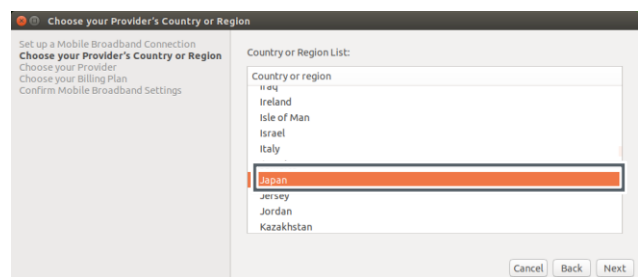 Choose your Provider's Country or Region
Set up a Mobile Broadband Connection
Choose your Provider's Country or Region
Choose your Provider
Choose your Billing Plan
Confirm Mobile Broadband Settings
Country or Region List:
Country or region
Iraq
Ireland
Isle of Man
Israel
Italy
Japan
Jersey
Jordan
Kazakhstan
Cancel Back Next